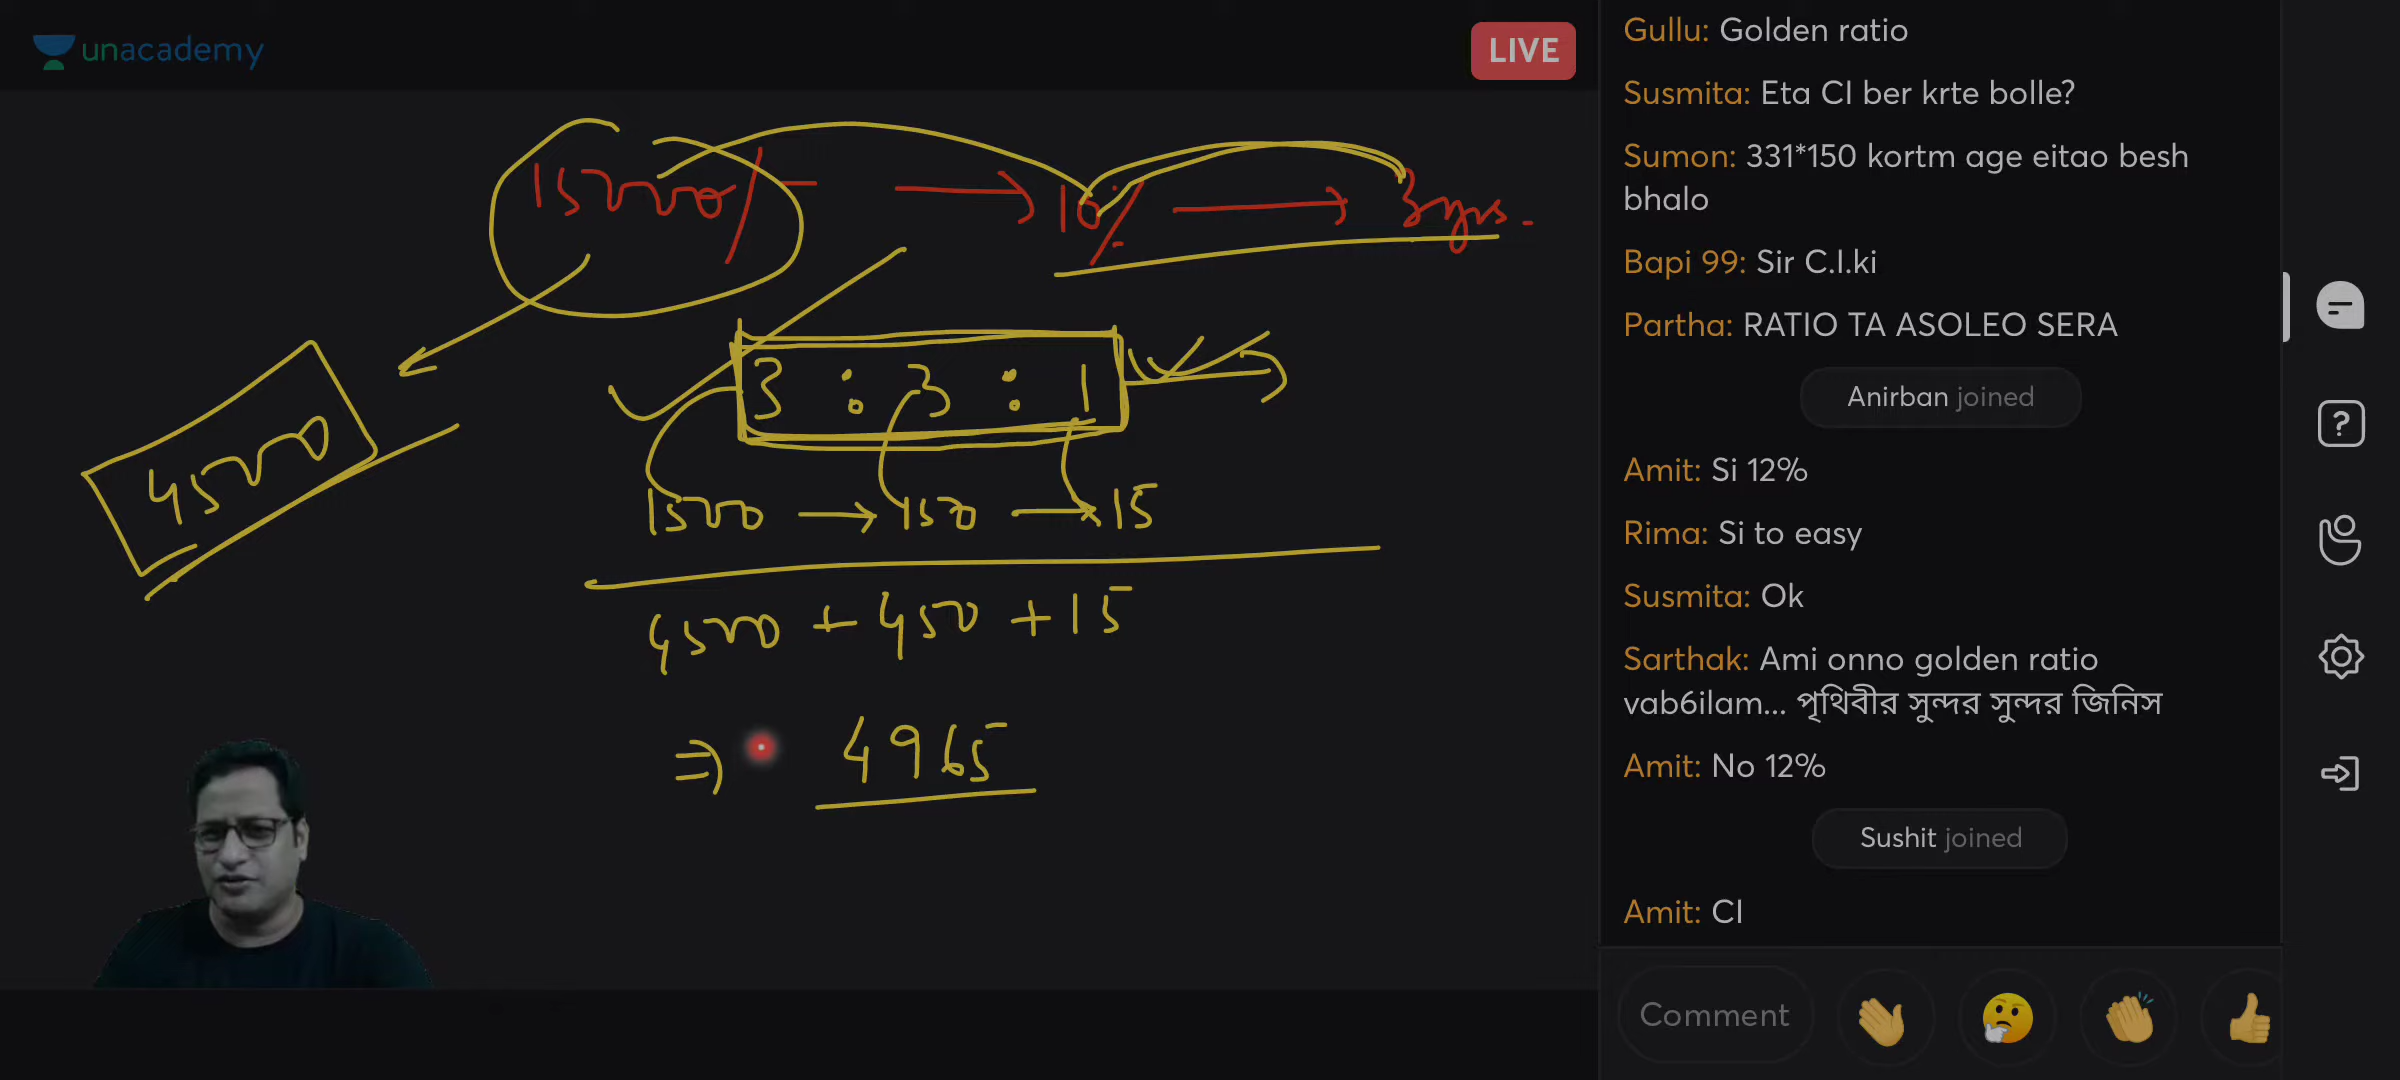 unacademy
LIVE
15000/- → 10% → 3yrs.
3 : 3 : 1
4500
1500 → 150 → 15
4500 + 450 + 15
⇒ 4965
Gullu: Golden ratio
Susmita: Eta CI ber krte bolle?
Sumon: 331*150 kortm age eitao besh
bhalo
Bapi 99: Sir C.I.ki
Partha: RATIO TA ASOLEO SERA
Anirban joined
Amit: Si 12%
Rima: Si to easy
Susmita: Ok
Sarthak: Ami onno golden ratio
vab6ilam... পৃথিবীর সুন্দর সুন্দর জিনিস
Amit: No 12%
Sushit joined
Amit: CI
Comment